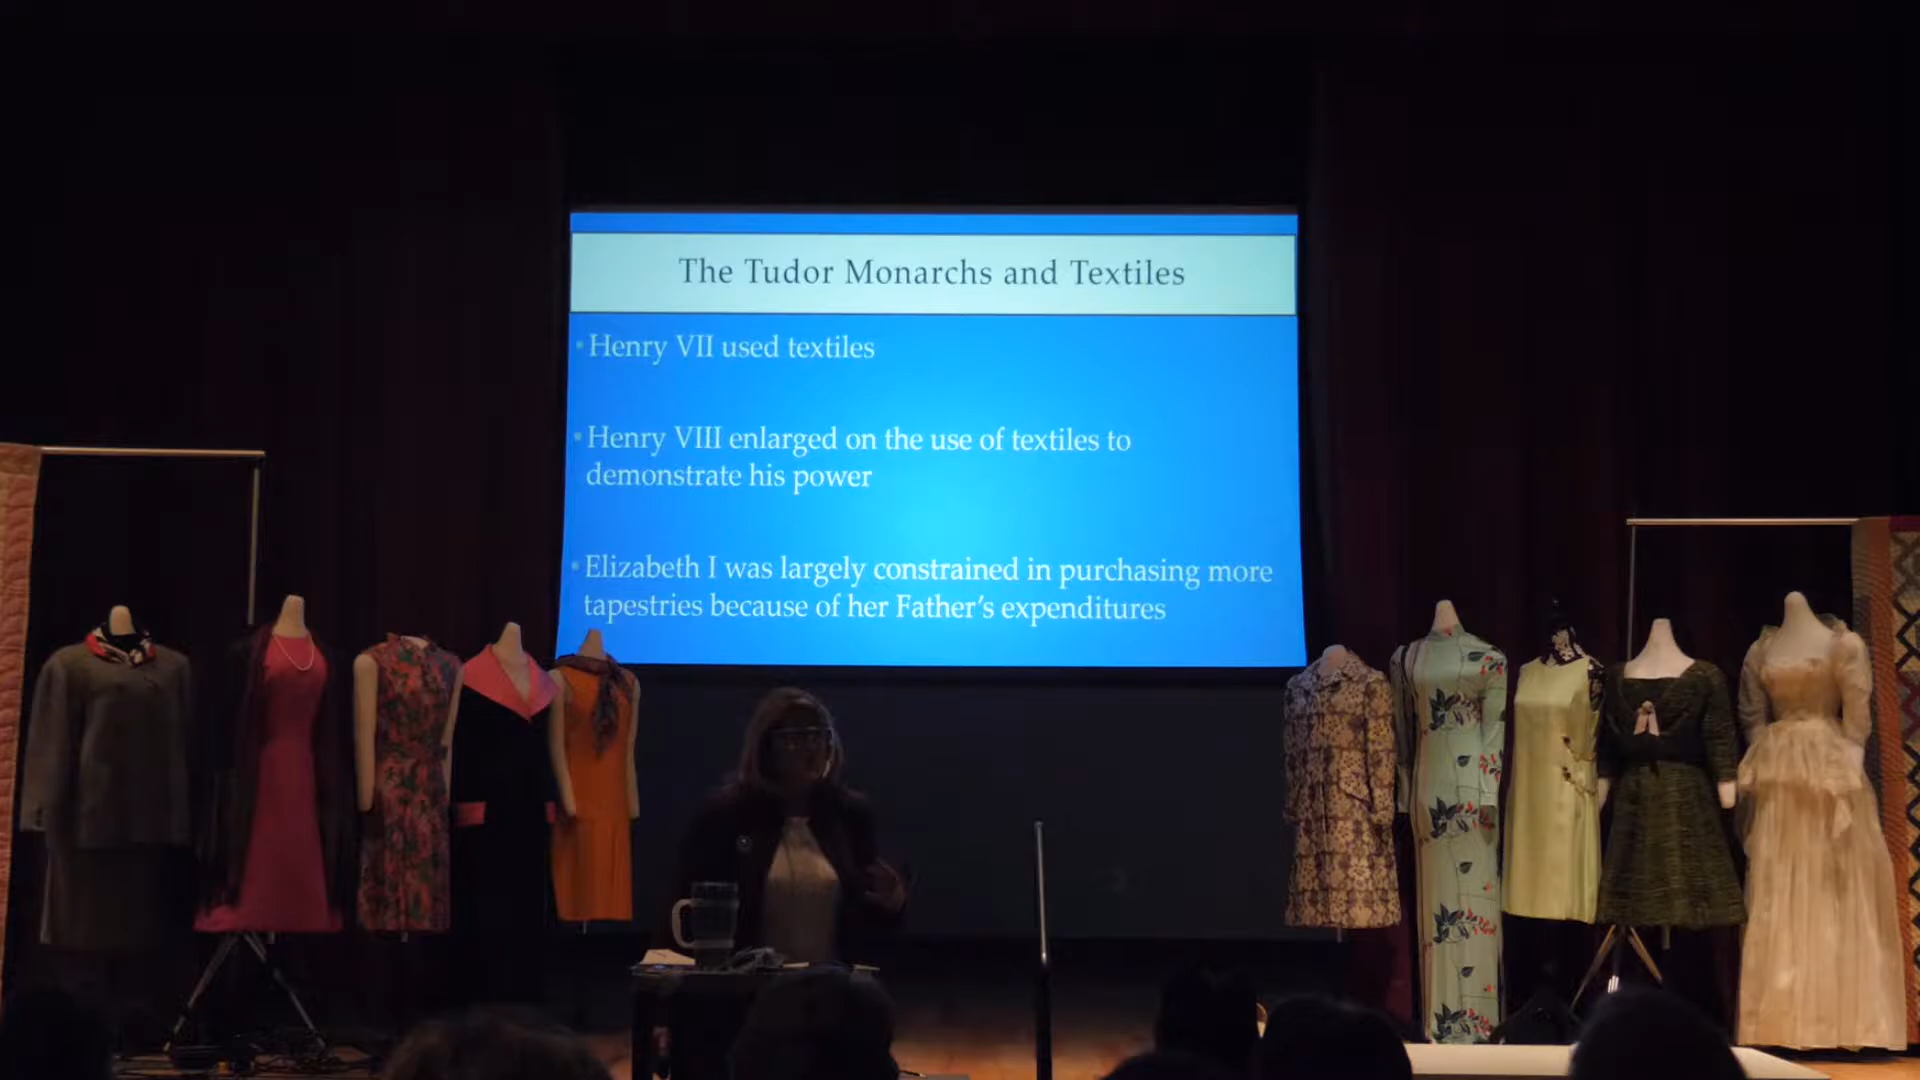 The Tudor Monarchs and Textiles
▪ Henry VII used textiles
▪ Henry VIII enlarged on the use of textiles to
demonstrate his power
▪ Elizabeth I was largely constrained in purchasing more
tapestries because of her Father's expenditures